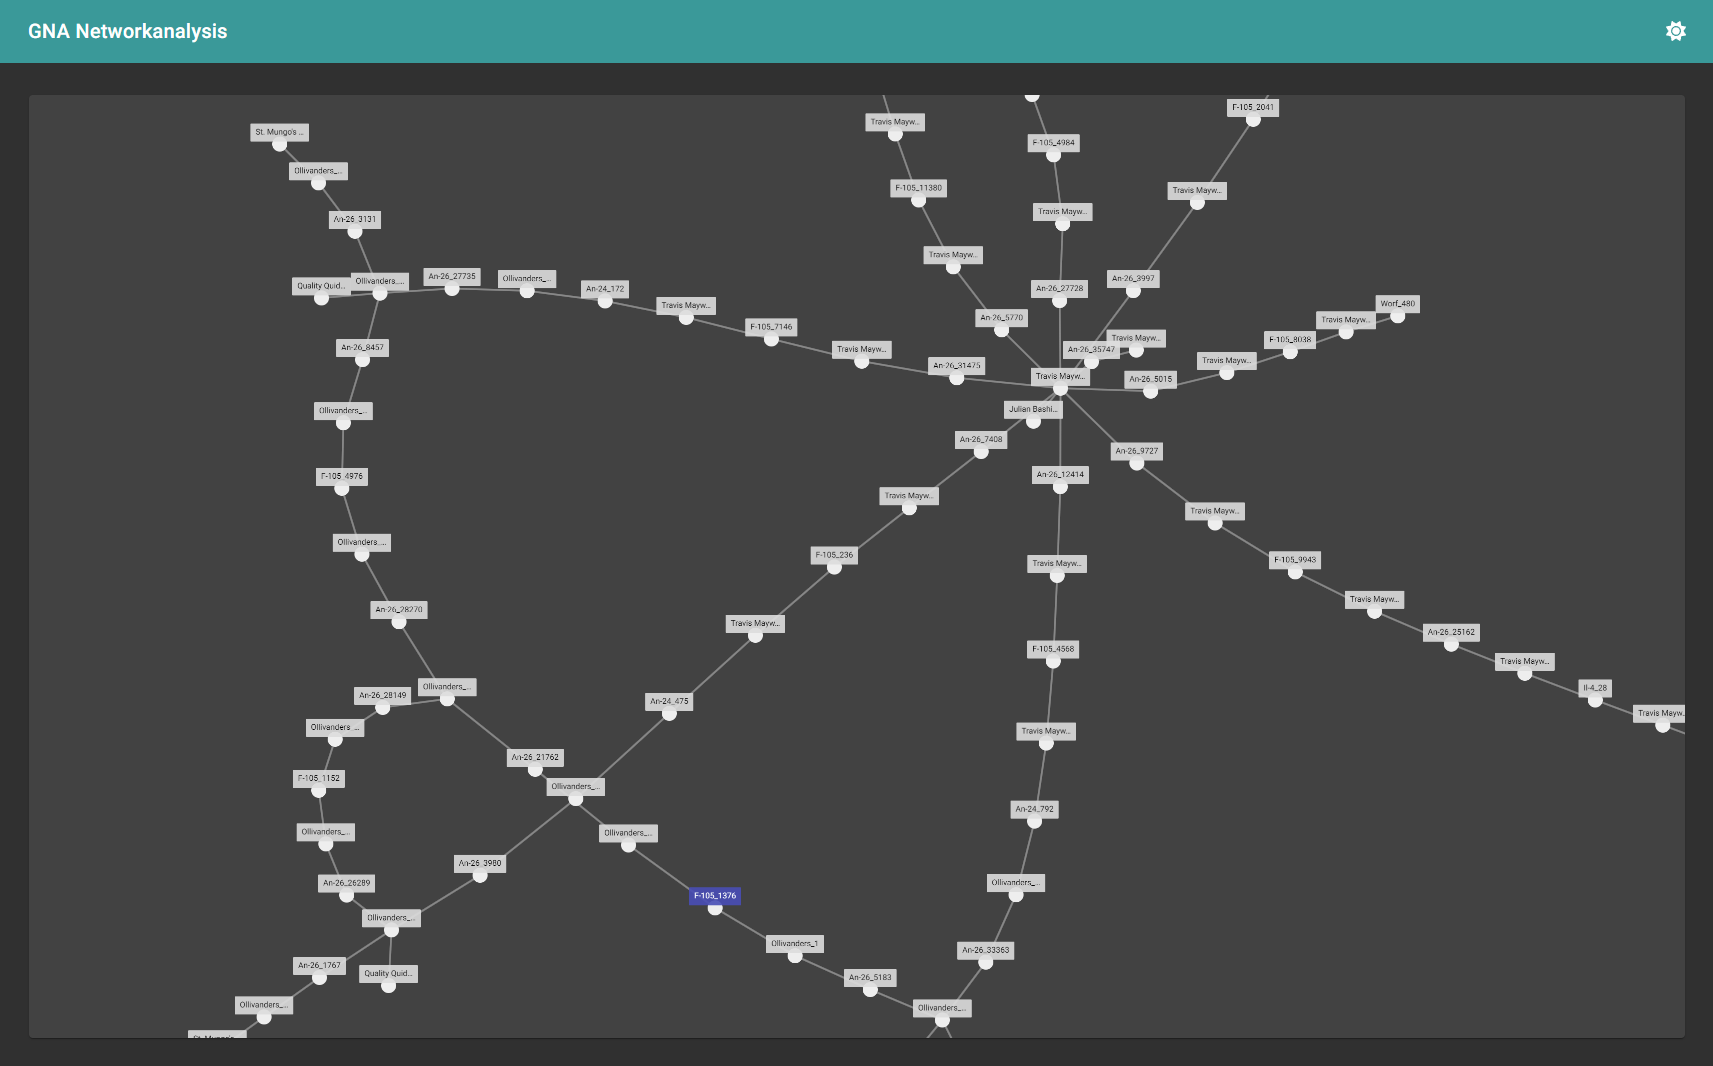 GNA Networkanalysis
F-105_2041
Travis Mayw...
St. Mungo's ...
F-105_4984
Ollivanders_...
F-105_11380
Travis Mayw...
Travis Mayw...
An-26_3131
Travis Mayw...
An-26_27735
Ollivanders_...
An-26_3997
Ollivanders_...
Quality Quid...
An-24_172
An-26_27728
Travis Mayw...
Worf_480
An-26_5770
Travis Mayw...
F-105_7146
Travis Mayw...
F-105_8038
An-26_8457
Travis Mayw...
An-26_35747
Travis Mayw...
An-26_31475
Travis Mayw...
An-26_5015
Ollivanders_...
Julian Bashi...
An-26_7408
An-26_9727
F-105_4976
An-26_12414
Travis Mayw...
Travis Mayw...
Ollivanders_...
F-105_236
F-105_9943
Travis Mayw...
Travis Mayw...
An-26_28270
Travis Mayw...
An-26_25162
F-105_4568
Travis Mayw...
Ollivanders_...
II-4_28
An-26_28149
An-24_475
Travis Mayw...
Ollivanders_...
Travis Mayw...
An-26_21762
F-105_1152
Ollivanders_...
An-24_792
Ollivanders_...
Ollivanders_...
An-26_3980
An-26_26289
Ollivanders_...
F-105_1376
Ollivanders_...
Ollivanders_1
An-26_33363
An-26_1767
Quality Quid...
An-26_5183
Ollivanders_...
Ollivanders_...